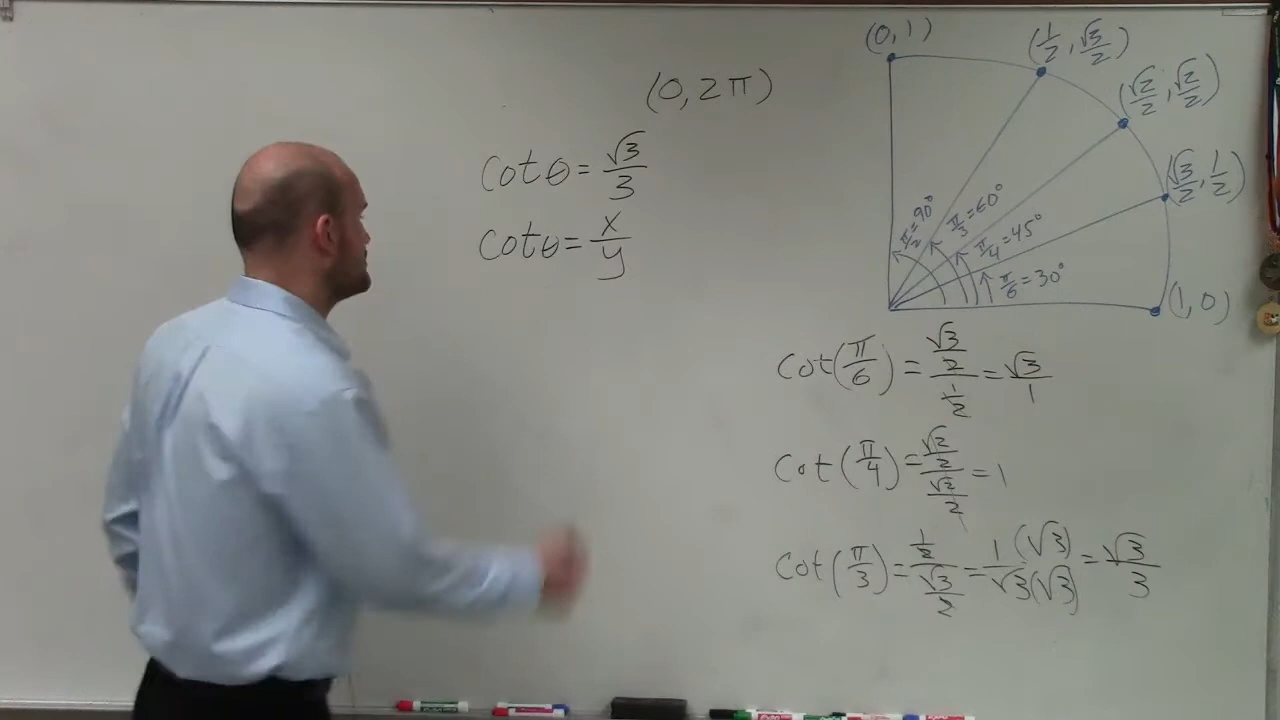 (0, 2π)
cot θ = √3/3
cot θ = x/y
(0, 1)
(1/2, √3/2)
(√2/2, √2/2)
(√3/2, 1/2)
(1, 0)
π/2 = 90°
π/3 = 60°
π/4 = 45°
π/6 = 30°
cot(π/6) = (√3/2)/(1/2) = √3/1
cot(π/4) = (√2/2)/(√2/2) = 1
cot(π/3) = (1/2)/(√3/2) = 1(√3)/√3(√3) = √3/3